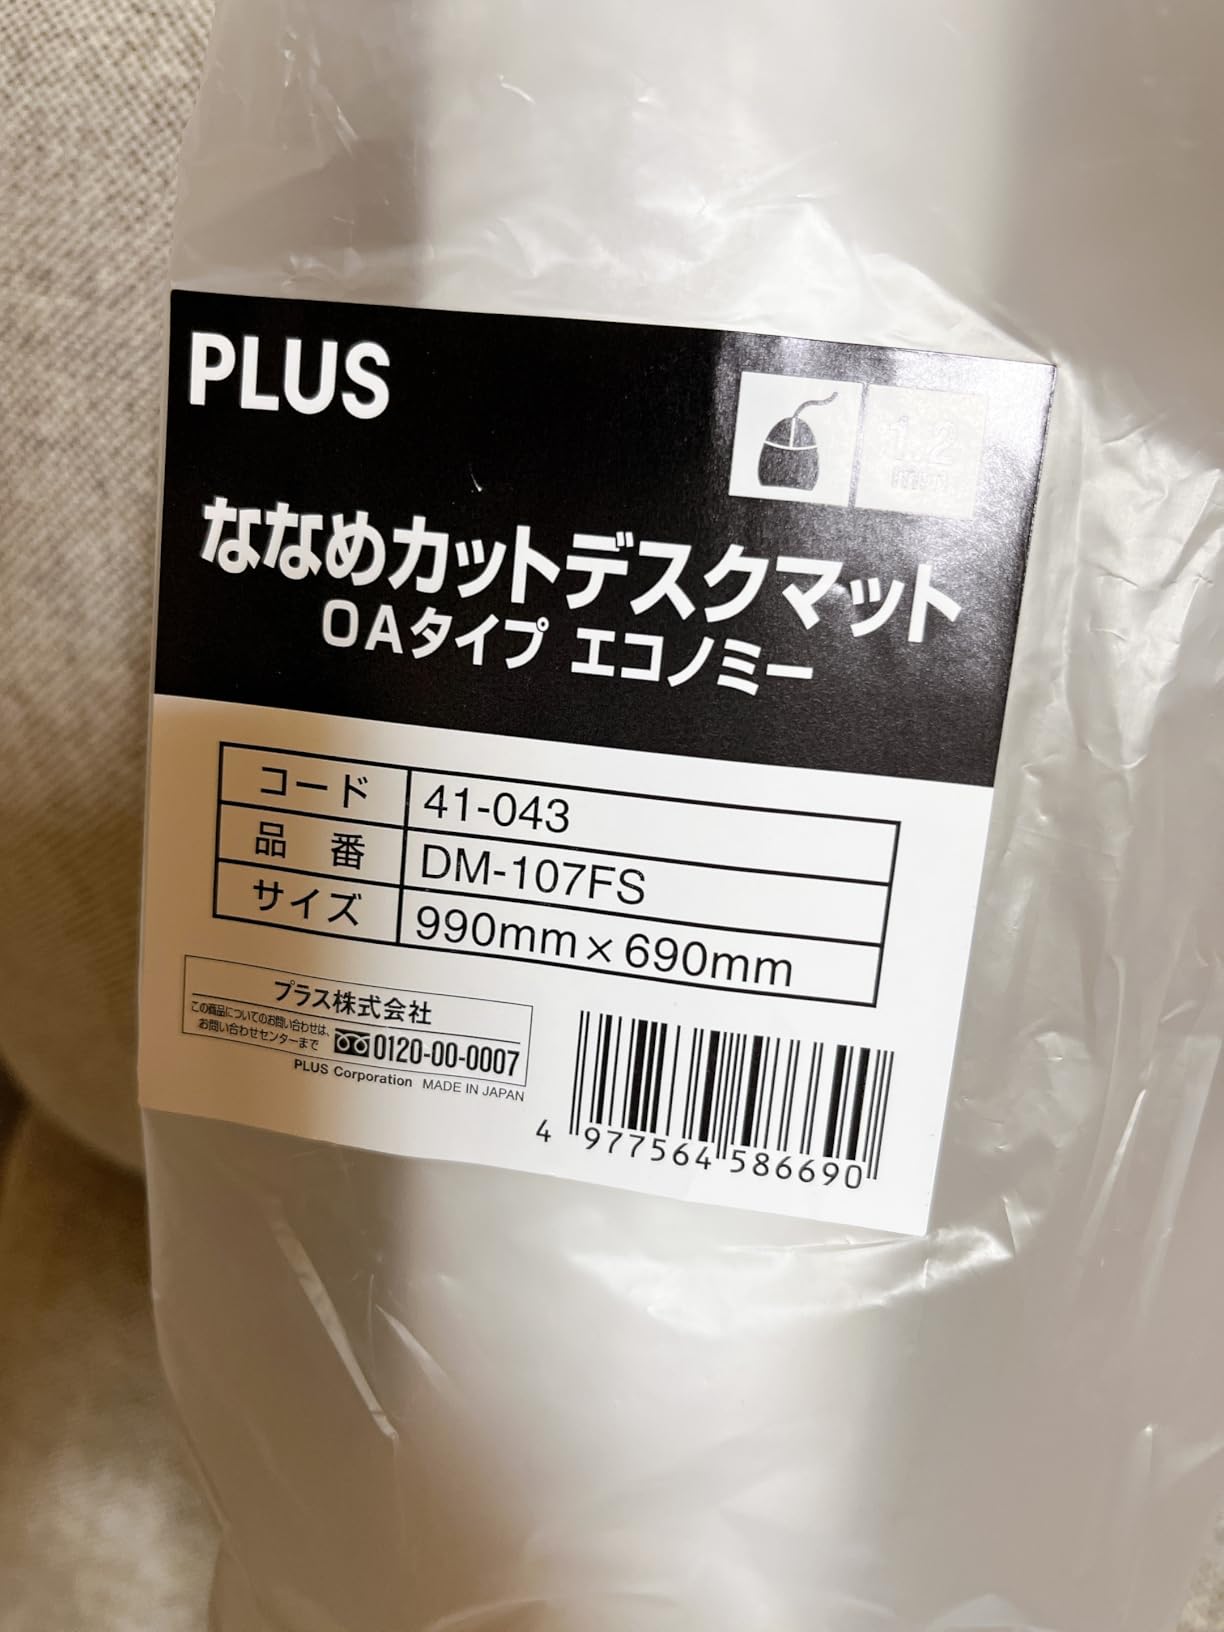 PLUS
1.2
mm
ななめカットデスクマット
OAタイプ エコノミー
コード 41-043
品番 DM-107FS
サイズ 990mm×690mm
プラス株式会社
この商品についてのお問い合わせは、
お問い合わせセンターまで 0120-00-0007
PLUS Corporation MADE IN JAPAN
4 977564 586690